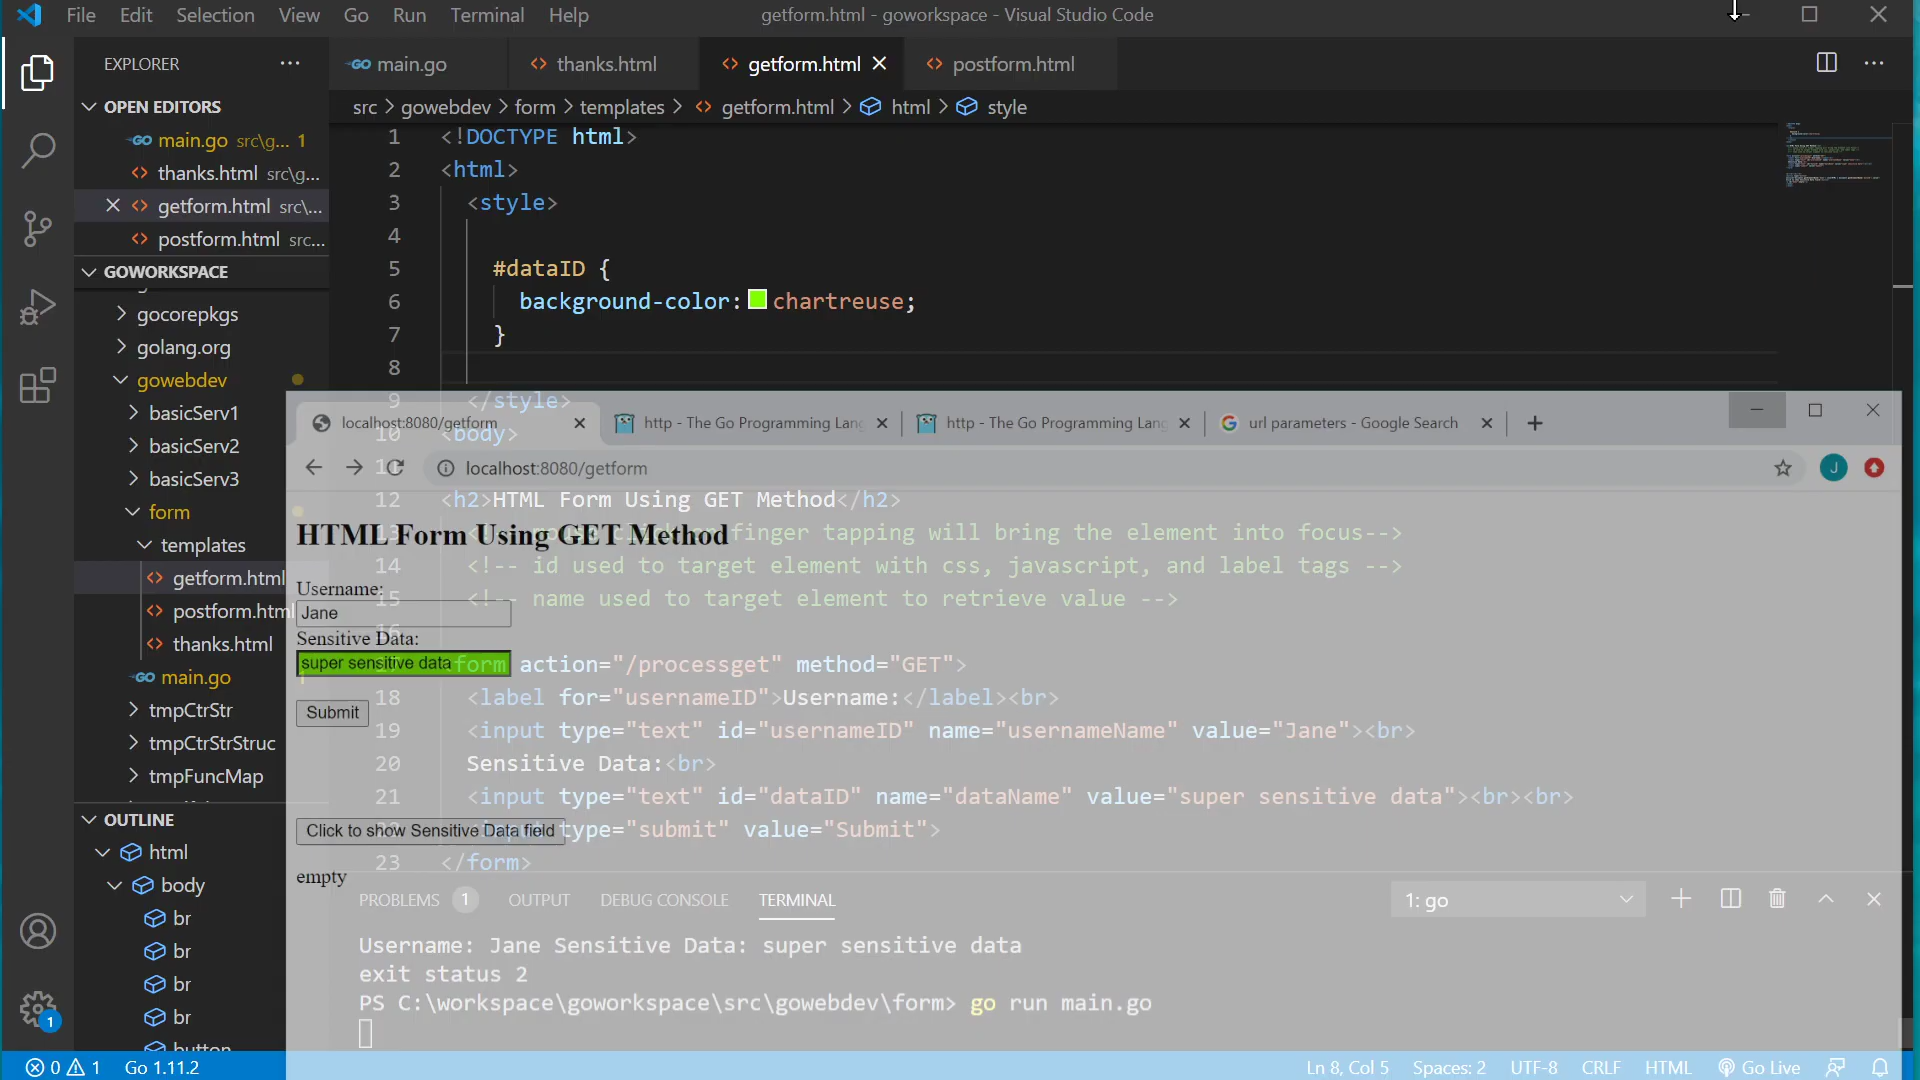 File Edit Selection View Go Run Terminal Help
getform.html - goworkspace - Visual Studio Code
EXPLORER
main.go
thanks.html
getform.html
postform.html
OPEN EDITORS
src > gowebdev > form > templates > getform.html > html > style
main.go src\g... 1
thanks.html src\g...
getform.html src\...
postform.html src...
GOWORKSPACE
gocorepkgs
golang.org
gowebdev
basicServ1
basicServ2
basicServ3
form
templates
getform.html
postform.html
thanks.html
main.go
tmpCtrStr
tmpCtrStrStruc
tmpFuncMap
OUTLINE
html
body
br
br
br
br
button
1 <!DOCTYPE html>
2 <html>
3 <style>
4
5 #dataID {
6 background-color: chartreuse;
7 }
8
9 </style>
10 <body>
11
12 <h2>HTML Form Using GET Method</h2>
13 finger tapping will bring the element into focus-->
14 <!-- id used to target element with css, javascript, and label tags -->
15 <!-- name used to target element to retrieve value -->
16
form action="/processget" method="GET">
18 <label for="usernameID">Username:</label><br>
19 <input type="text" id="usernameID" name="usernameName" value="Jane"><br>
20 Sensitive Data:<br>
21 <input type="text" id="dataID" name="dataName" value="super sensitive data"><br><br>
22 <input type="submit" value="Submit">
23 </form>
localhost:8080/getform
http - The Go Programming Lang
http - The Go Programming Lang
url parameters - Google Search
localhost:8080/getform
J
HTML Form Using GET Method
Username:
Jane
Sensitive Data:
super sensitive data
Submit
Click to show Sensitive Data field
empty
PROBLEMS 1 OUTPUT DEBUG CONSOLE TERMINAL
1: go
Username: Jane Sensitive Data: super sensitive data
exit status 2
PS C:\workspace\goworkspace\src\gowebdev\form> go run main.go
1
0 1 Go 1.11.2
Ln 8, Col 5 Spaces: 2 UTF-8 CRLF HTML Go Live